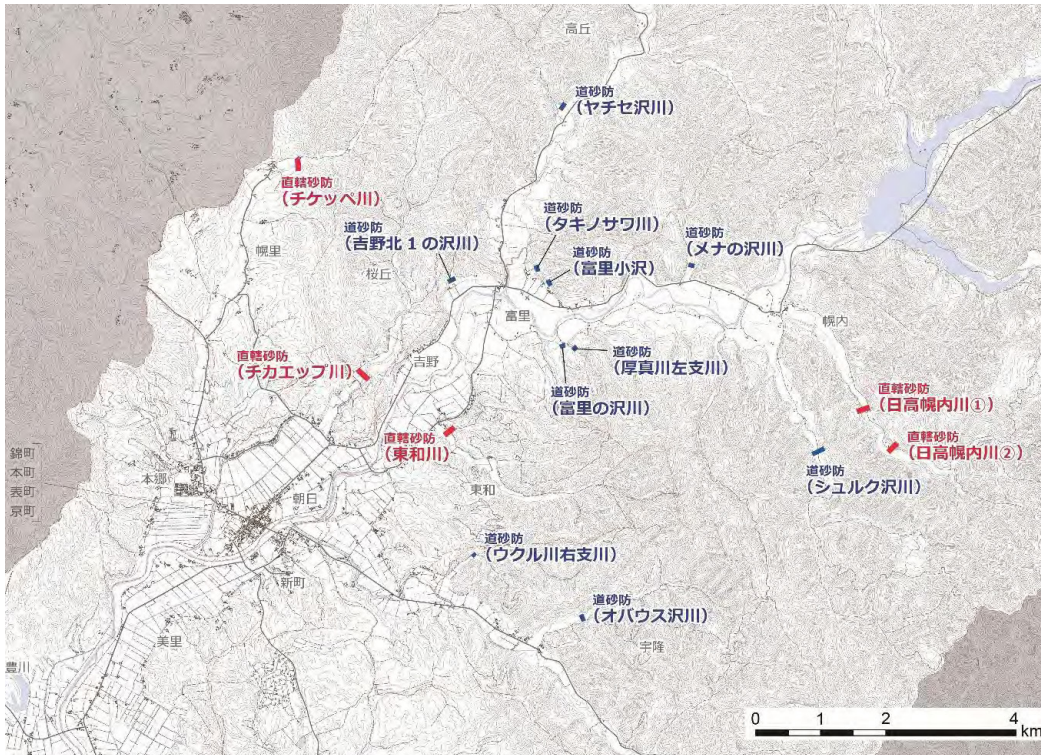 高丘
道砂防
（ヤチセ沢川）
直轄砂防
（チケッペ川）
道砂防
（タキノサワ川）
道砂防
（吉野北１の沢川）
道砂防
（メナの沢川）
道砂防
（富里小沢）
幌里
桜丘
富里
幌内
吉野
直轄砂防
（チカエップ川）
道砂防
（厚真川左支川）
道砂防
（富里の沢川）
直轄砂防
（日高幌内川①）
直轄砂防
（東和川）
直轄砂防
（日高幌内川②）
錦町
本町
表町
京町
本郷
道砂防
（シュルク沢川）
朝日
東和
道砂防
（ウクル川右支川）
新町
道砂防
（オバウス沢川）
美里
宇隆
豊川
0 1 2 4
km